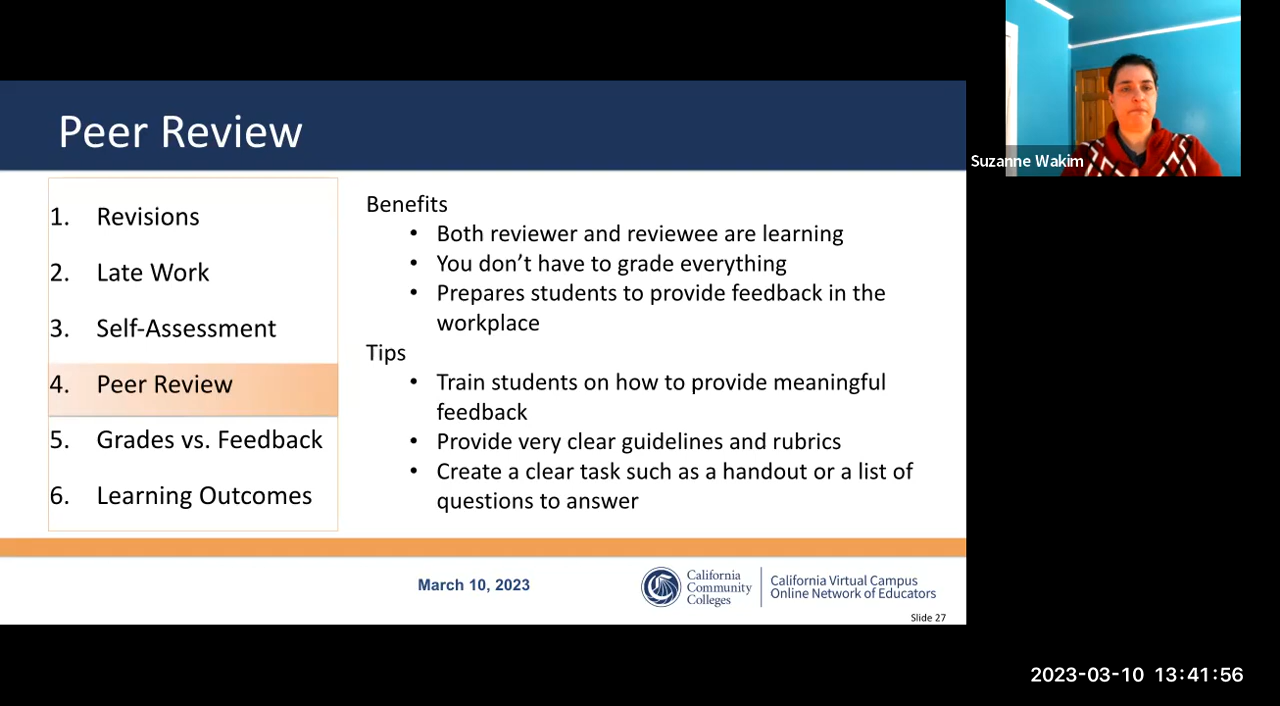 Peer Review
1. Revisions
2. Late Work
3. Self-Assessment
4. Peer Review
5. Grades vs. Feedback
6. Learning Outcomes
Benefits
• Both reviewer and reviewee are learning
• You don’t have to grade everything
• Prepares students to provide feedback in the
workplace
Tips
• Train students on how to provide meaningful
feedback
• Provide very clear guidelines and rubrics
• Create a clear task such as a handout or a list of
questions to answer
March 10, 2023
California
Community
Colleges
California Virtual Campus
Online Network of Educators
Slide 27
Suzanne Wakim
2023-03-10 13:41:56